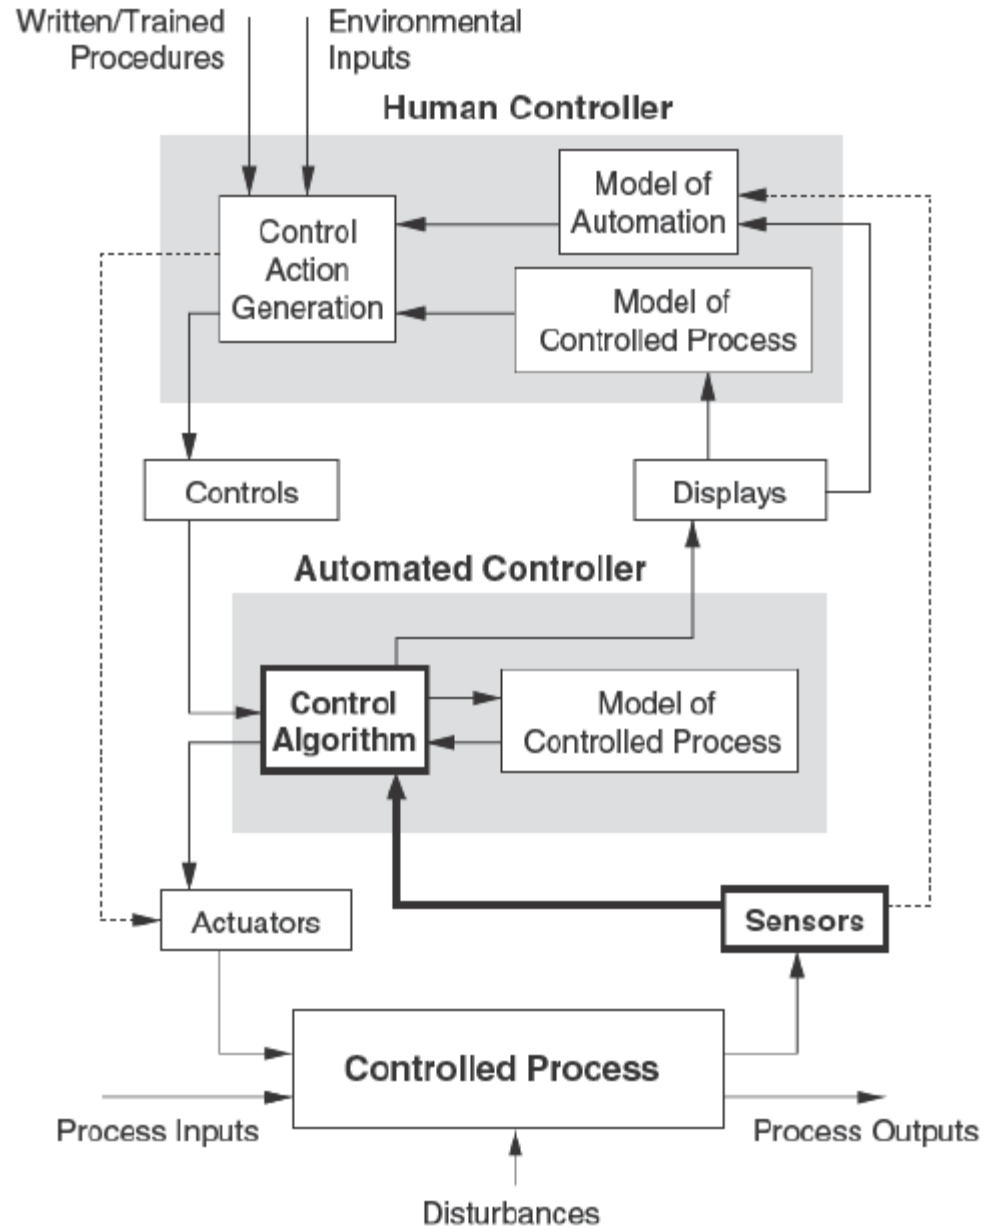 Written/Trained
Procedures
Environmental
Inputs
Human Controller
Model of
Automation
Control
Action
Generation
Model of
Controlled Process
Controls
Displays
Automated Controller
Control
Algorithm
Model of
Controlled Process
Actuators
Sensors
Controlled Process
Process Inputs
Process Outputs
Disturbances